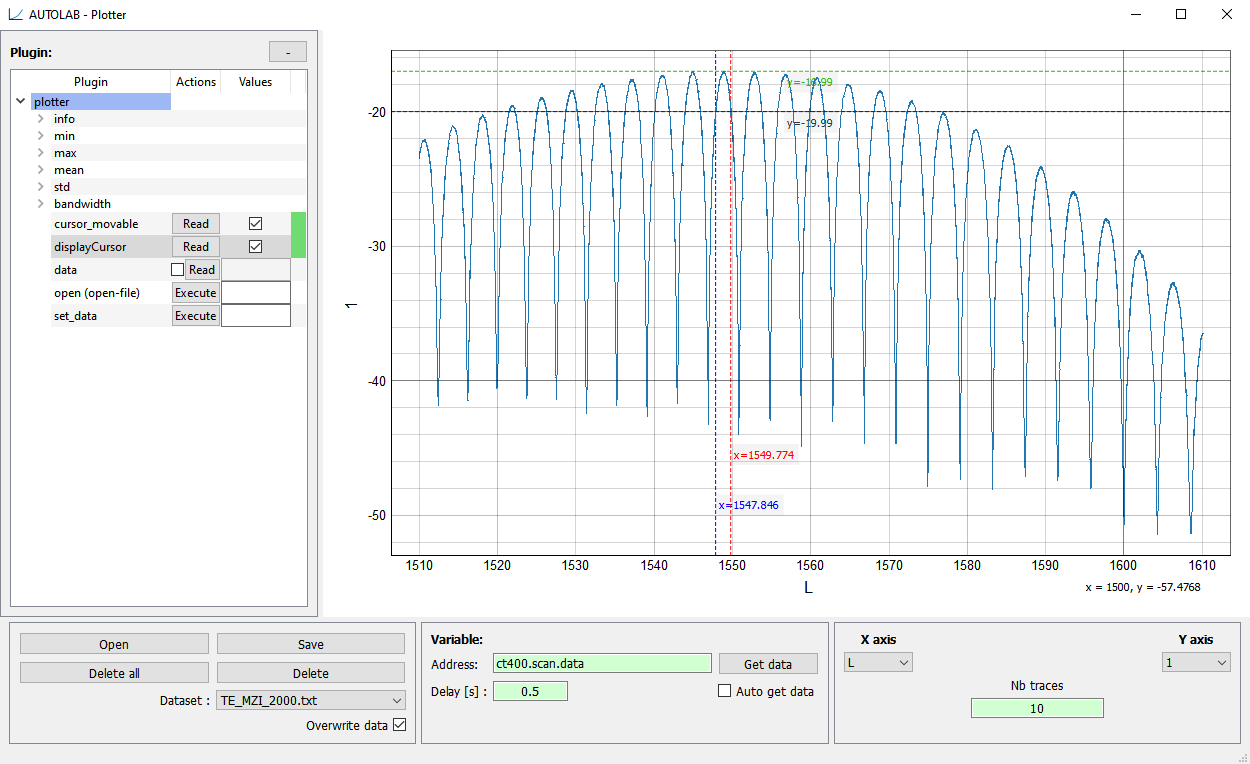 AUTOLAB - Plotter
Plugin:
-
Plugin Actions Values
plotter
info
min
max
mean
std
bandwidth
cursor_movable Read
displayCursor Read
data Read
open (open-file) Execute
set_data Execute
y=-16.99
y=-19.99
x=1549.774
x=1547.846
-20
-30
-40
-50
1
1510 1520 1530 1540 1550 1560 1570 1580 1590 1600 1610
L
x = 1500, y = -57.4768
Open Save
Delete all Delete
Dataset : TE_MZI_2000.txt
Overwrite data
Variable:
Address: ct400.scan.data Get data
Delay [s] : 0.5 Auto get data
X axis Y axis
L 1
Nb traces
10